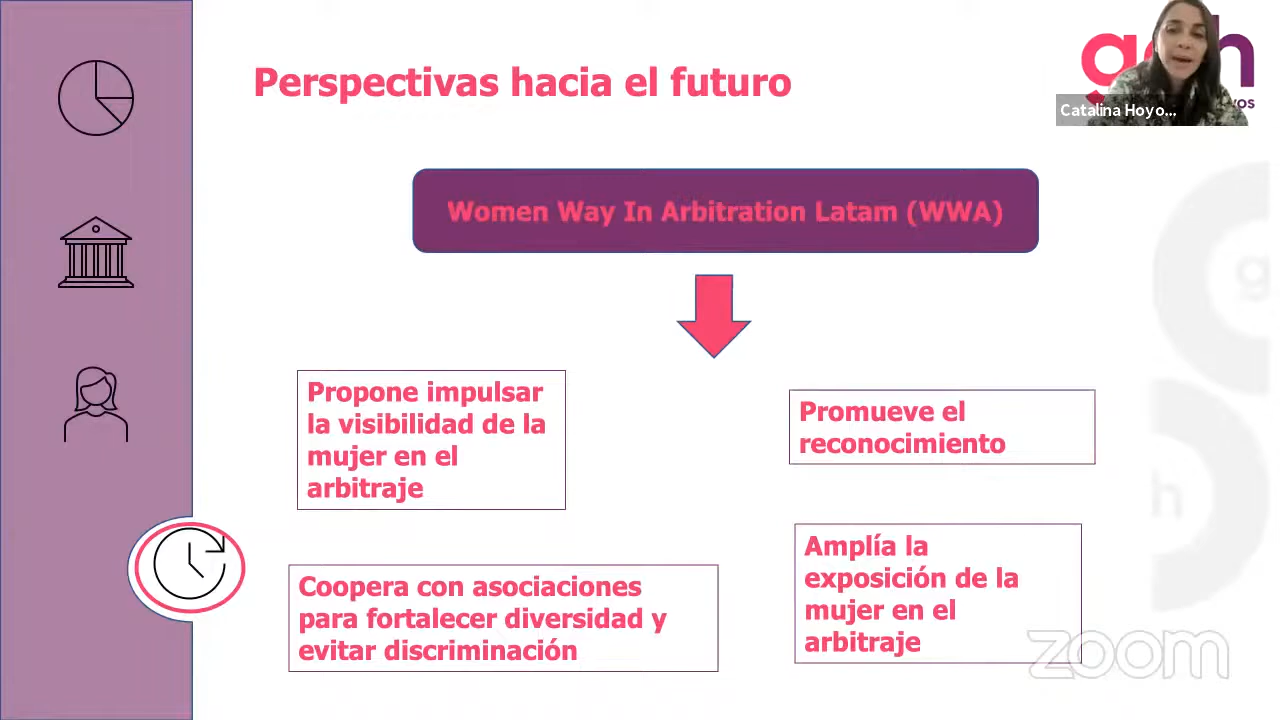 Perspectivas hacia el futuro
Catalina Hoyo...
Women Way In Arbitration Latam (WWA)
Propone impulsar
la visibilidad de la
mujer en el
arbitraje
Promueve el
reconocimiento
Coopera con asociaciones
para fortalecer diversidad y
evitar discriminación
Amplía la
exposición de la
mujer en el
arbitraje
zoom